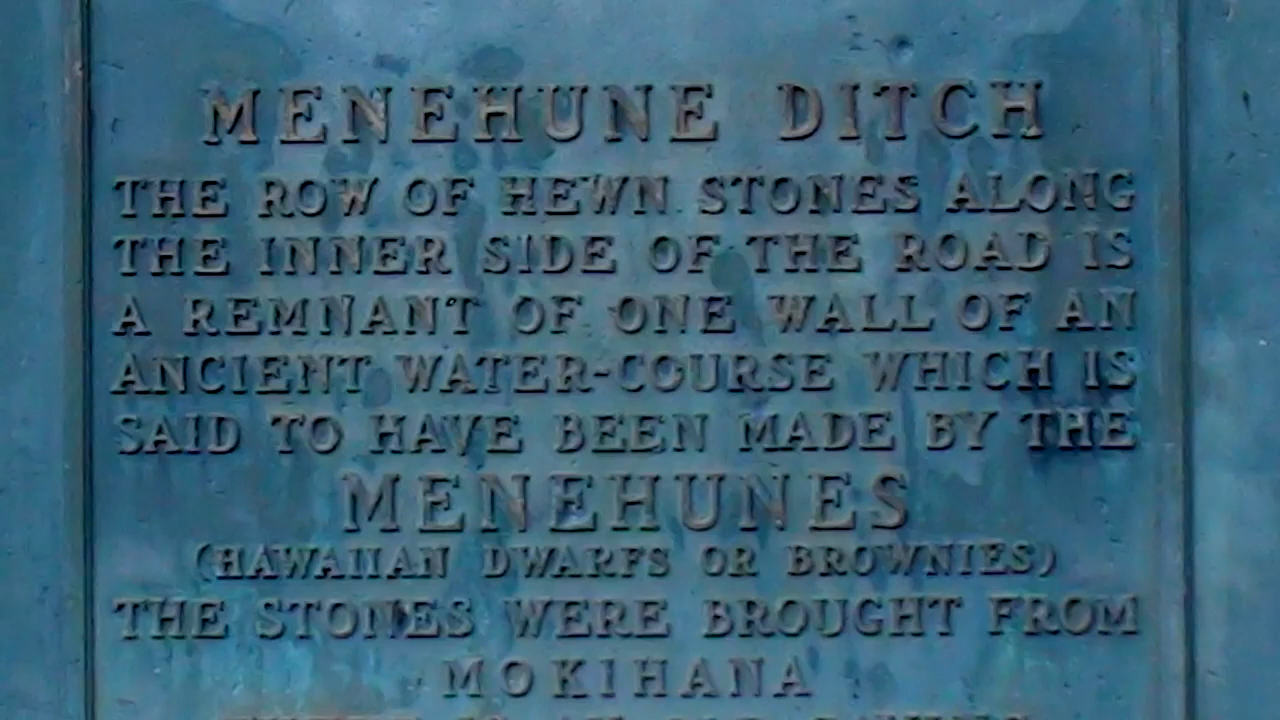 MENEHUNE DITCH
THE ROW OF HEWN STONES ALONG
THE INNER SIDE OF THE ROAD IS
A REMNANT OF ONE WALL OF AN
ANCIENT WATER-COURSE WHICH IS
SAID TO HAVE BEEN MADE BY THE
MENEHUNES
(HAWAIIAN DWARFS OR BROWNIES)
THE STONES WERE BROUGHT FROM
MOKIHANA